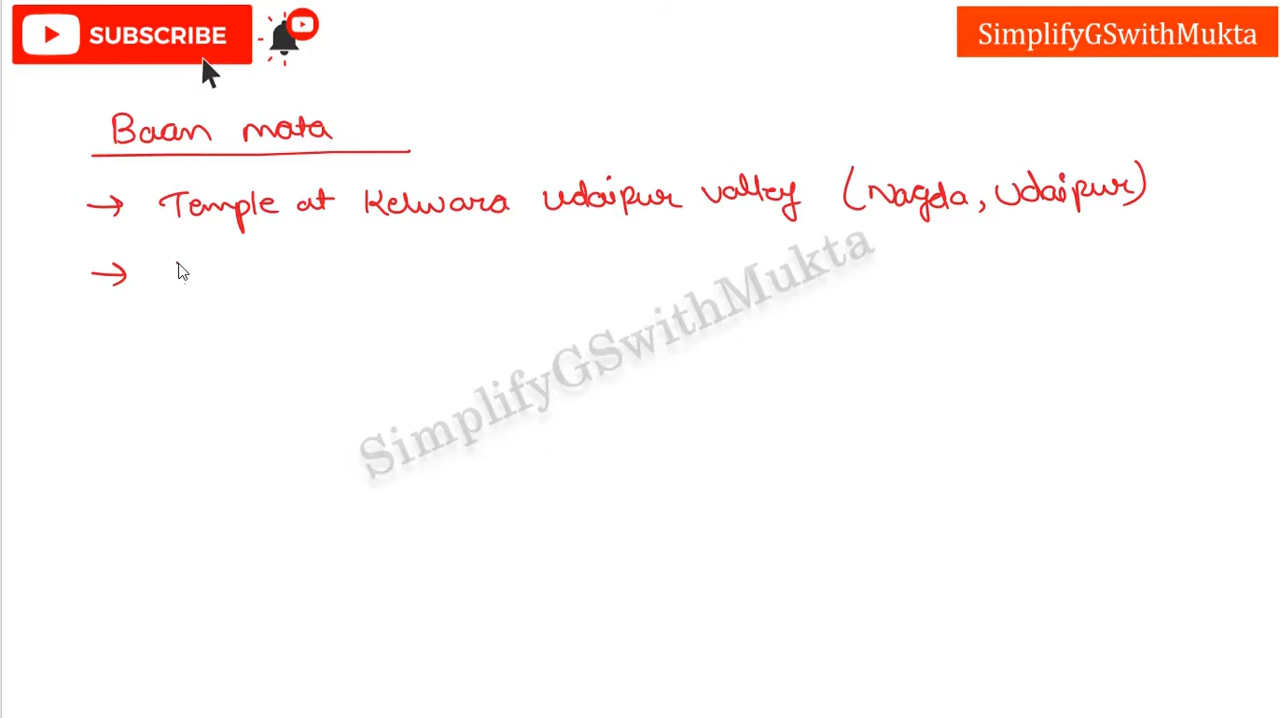 SUBSCRIBE
SimplifyGSwithMukta
Baan mata
→ Temple at Kelwara Udaipur valley (Nagda, Udaipur)
→
SimplifyGSwithMukta